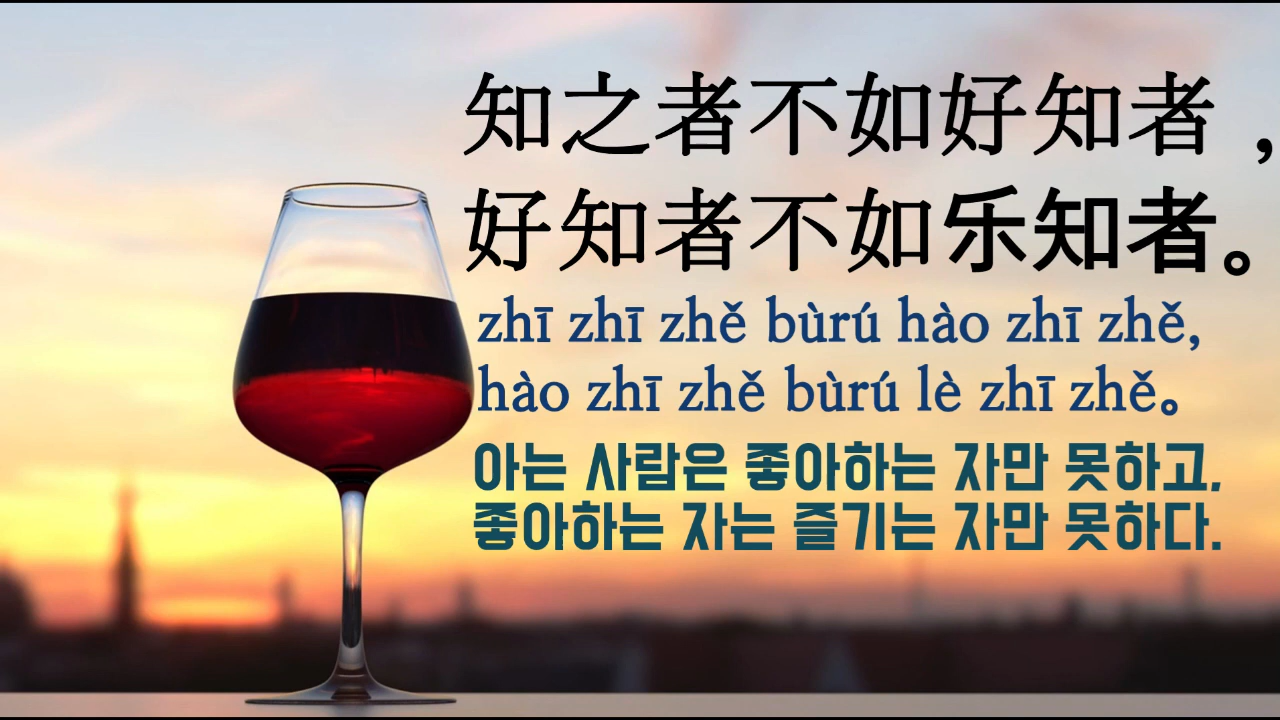 知之者不如好知者，
好知者不如乐知者。
zhī zhī zhě bùrú hào zhī zhě,
hào zhī zhě bùrú lè zhī zhě。
아는 사람은 좋아하는 자만 못하고,
좋아하는 자는 즐기는 자만 못하다.